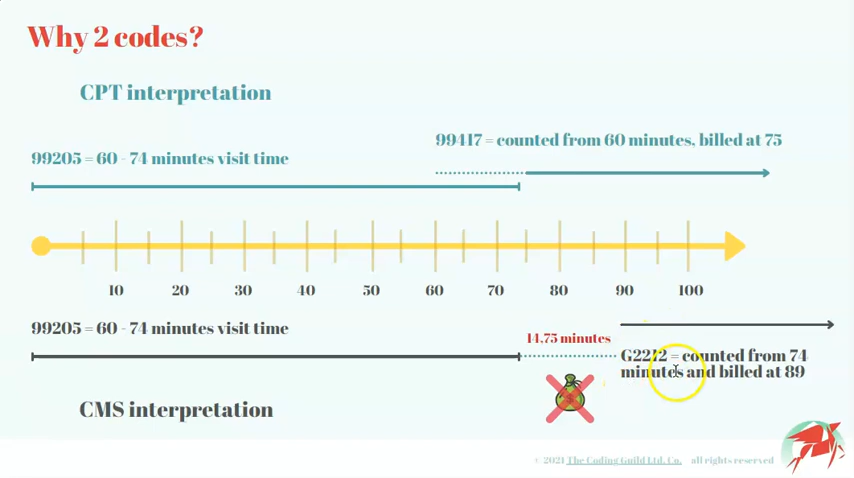 Why 2 codes?
CPT interpretation
99417 = counted from 60 minutes, billed at 75
99205 = 60 - 74 minutes visit time
10 20 30 40 50 60 70 80 90 100
99205 = 60 - 74 minutes visit time
14.75 minutes
G2212 = counted from 74
minutes and billed at 89
CMS interpretation
© 2021 The Coding Guild Ltd. Co. all rights reserved